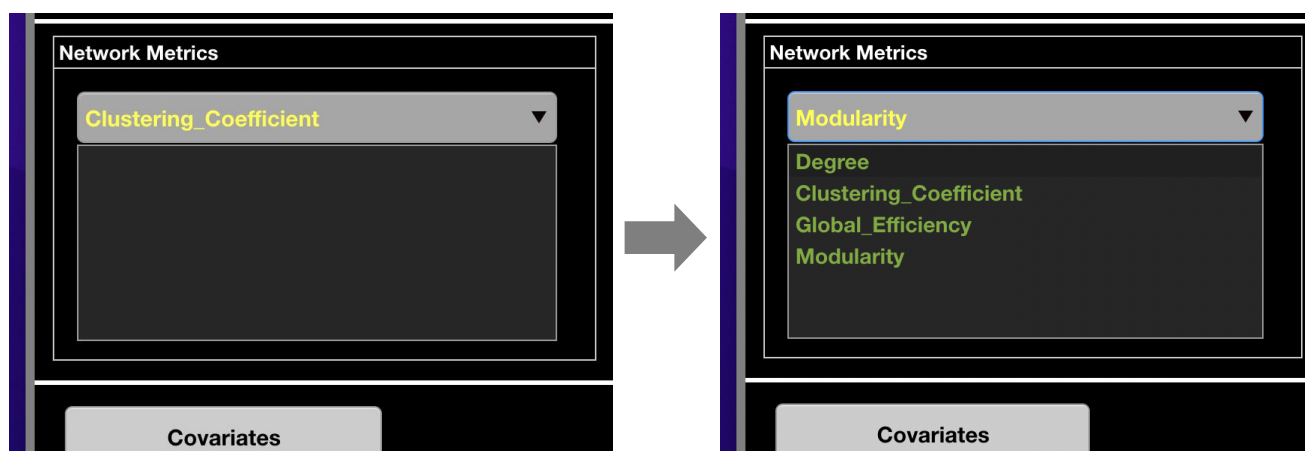 Network Metrics
Clustering_Coefficient
Covariates
Network Metrics
Modularity
Degree
Clustering_Coefficient
Global_Efficiency
Modularity
Covariates